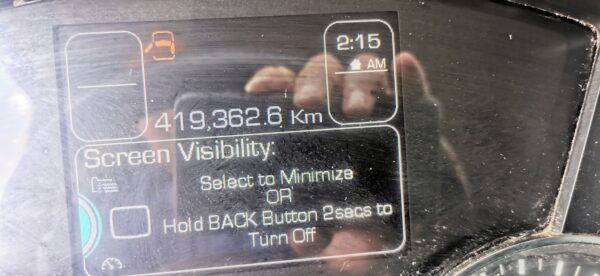 2:15
AM
419,362.6 Km
Screen Visibility:
Select to Minimize
OR
Hold BACK Button 2secs to
Turn Off